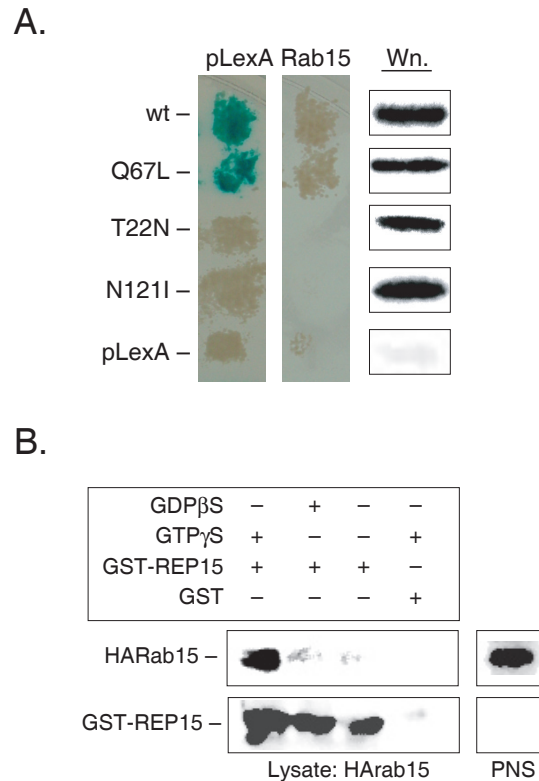 A.
pLexA Rab15 Wn.
wt –
Q67L –
T22N –
N121I –
pLexA –
B.
GDPβS – + – –
GTPγS + – – +
GST-REP15 + + + –
GST – – – +
HARab15 –
GST-REP15 –
Lysate: HArab15 PNS